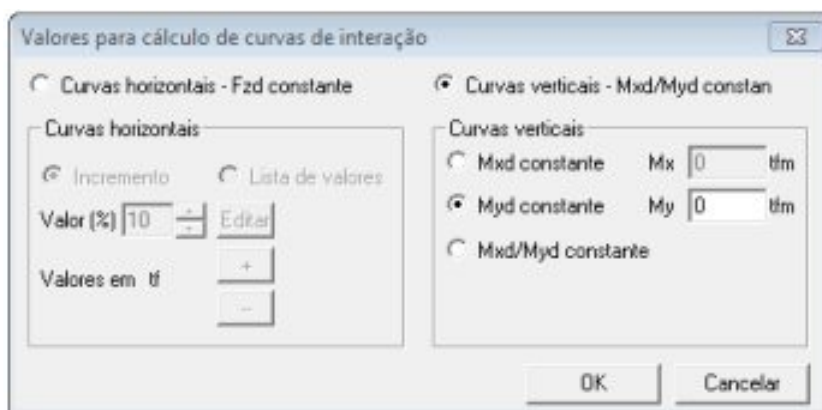 Valores para cálculo de curvas de interação
Curvas horizontais - Fzd constante
Curvas verticais - Mxd/Myd constan
Curvas horizontais
Curvas verticais
Incremento
Lista de valores
Mxd constante Mx 0 tfm
Valor (%) 10 Editar
Myd constante My 0 tfm
Valores em tf
+
-
Mxd/Myd constante
OK
Cancelar